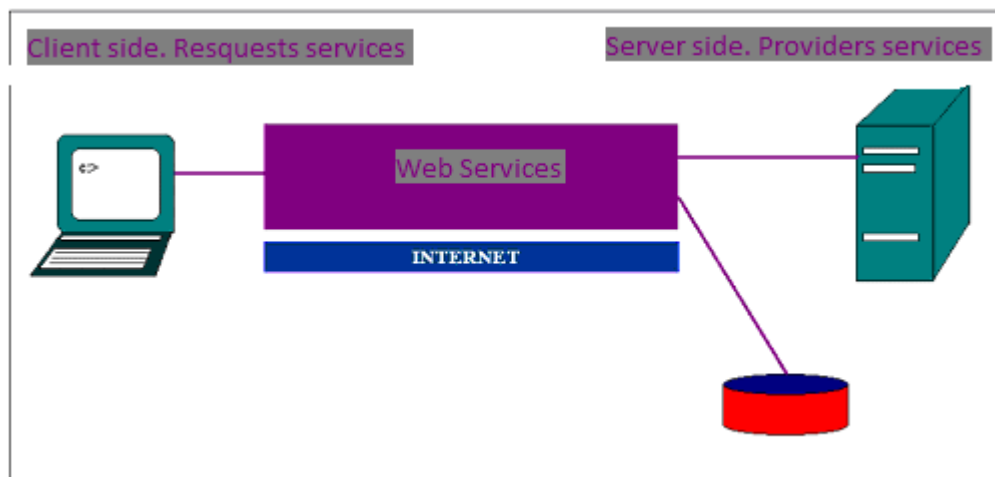 Client side. Resquests services
Server side. Providers services
<>
Web Services
INTERNET